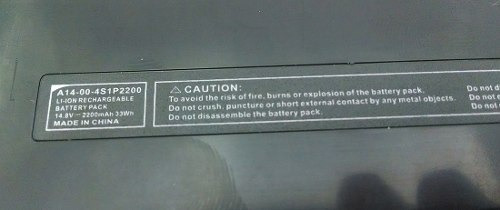 A14-00-4S1P2200
LI-ION RECHARGEABLE
BATTERY PACK
14.8V⎓2200mAh 33Wh
MADE IN CHINA
⚠ CAUTION:
To avoid the risk of fire, burns or explosion of the battery pack.
Do not crush, puncture or short external contact by any metal objects.
Do not disassemble the battery pack.
Do not d
Do not e
Do not